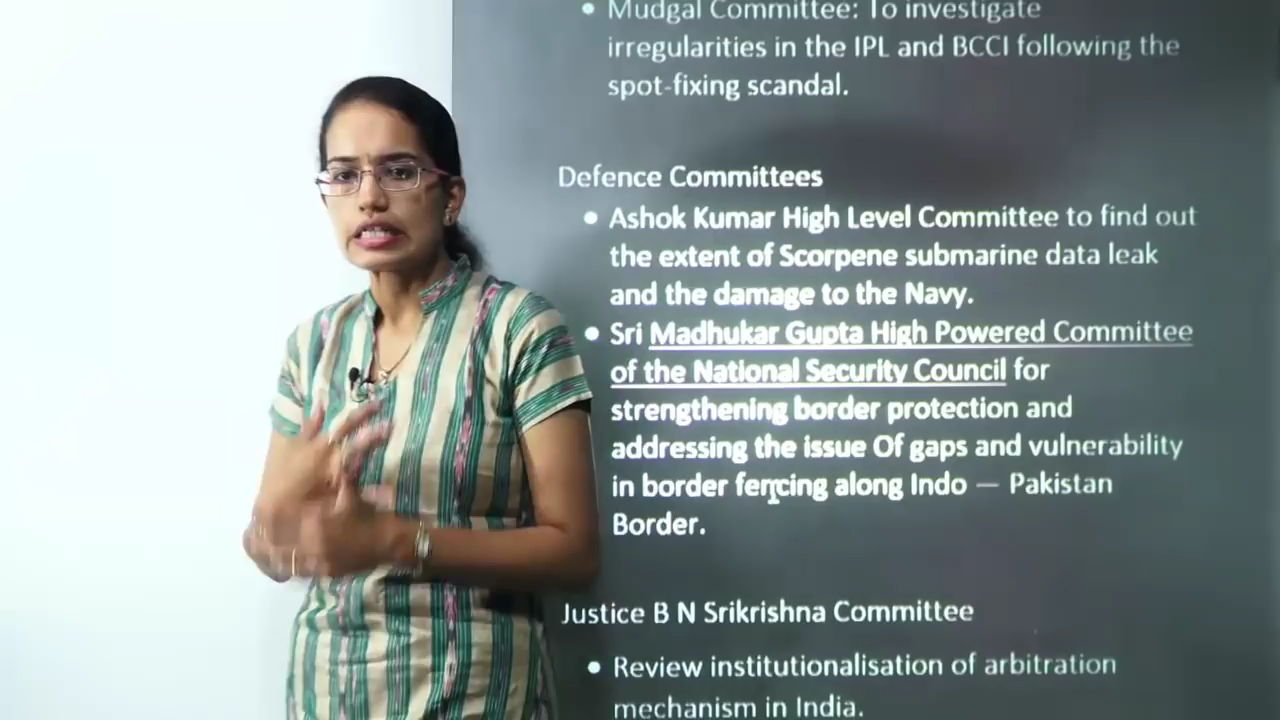 • Mudgal Committee: To investigate
irregularities in the IPL and BCCI following the
spot-fixing scandal.
Defence Committees
• Ashok Kumar High Level Committee to find out
the extent of Scorpene submarine data leak
and the damage to the Navy.
• Sri Madhukar Gupta High Powered Committee
of the National Security Council for
strengthening border protection and
addressing the issue Of gaps and vulnerability
in border fencing along Indo — Pakistan
Border.
Justice B N Srikrishna Committee
• Review institutionalisation of arbitration
mechanism in India.